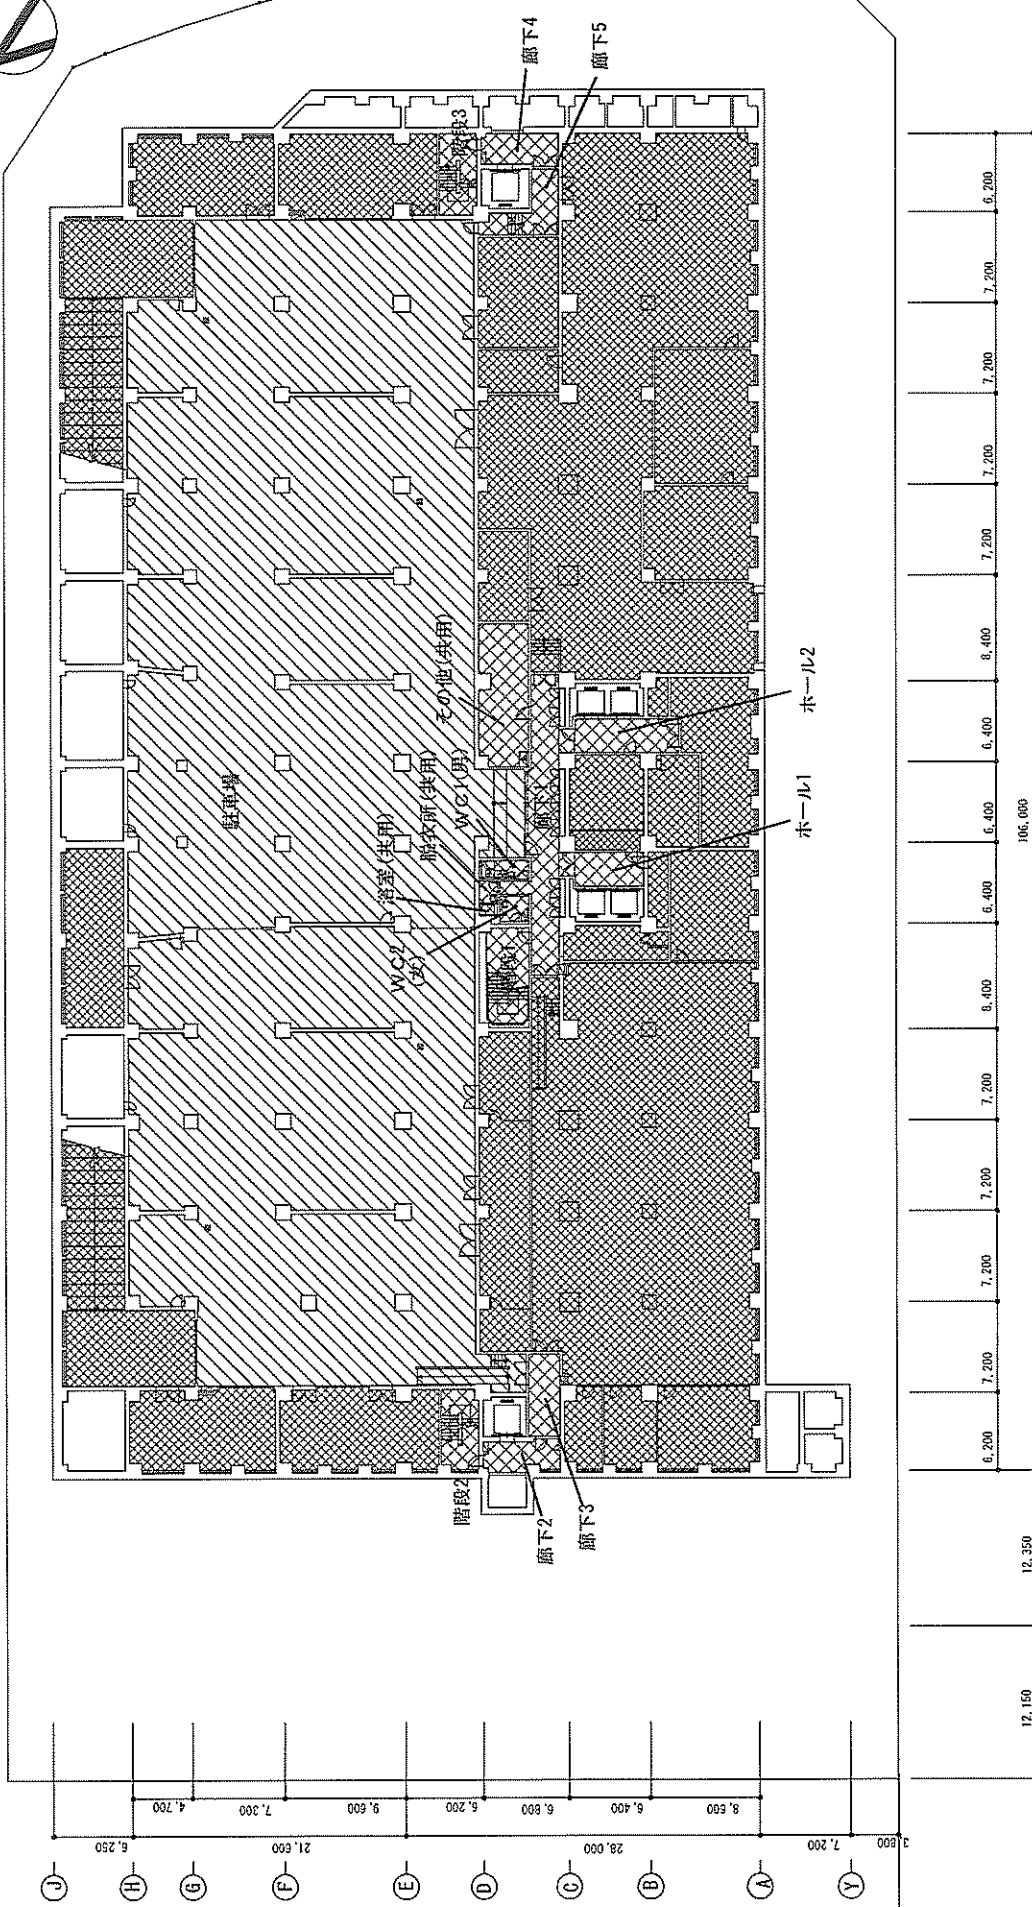 廊下4
廊下5
階段3
その他(共用)
駐車場
脱衣所(共用)
WC1(男)
浴室(共用)
廊下1
ホール2
ホール1
WC2
(女)
階段1
階段2
廊下2
廊下3
6,200
7,200
7,200
7,200
7,200
8,400
6,400
6,400
6,400
8,400
7,200
7,200
7,200
7,200
6,200
106,000
12,350
12,150
4,700
7,300
9,600
6,200
6,800
6,400
8,600
6,250
21,600
28,000
7,200
3,800
J
H
G
F
E
D
C
B
A
Y